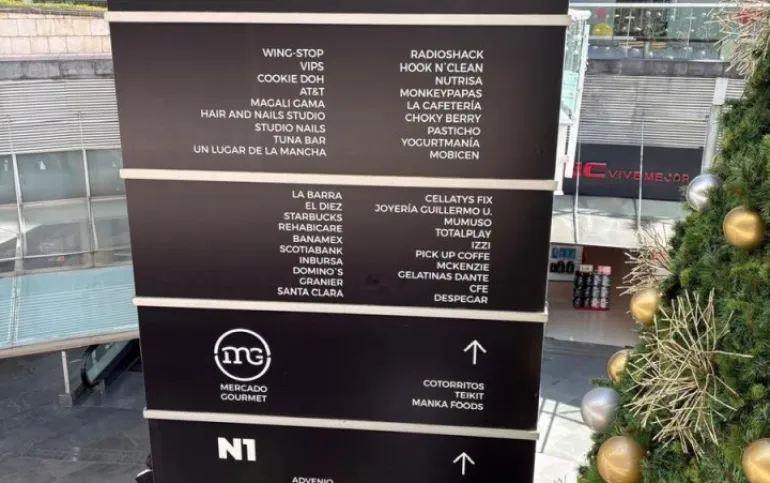 WING-STOP
VIPS
COOKIE DOH
AT&T
MAGALI GAMA
HAIR AND NAILS STUDIO
STUDIO NAILS
TUNA BAR
UN LUGAR DE LA MANCHA
RADIOSHACK
HOOK N´CLEAN
NUTRISA
MONKEYPAPAS
LA CAFETERÍA
CHOKY BERRY
PASTICHO
YOGURTMANÍA
MOBICEN
LA BARRA
EL DIEZ
STARBUCKS
REHABICARE
BANAMEX
SCOTIABANK
INBURSA
DOMINO´S
GRANIER
SANTA CLARA
CELLATYS FIX
JOYERÍA GUILLERMO U.
MUMUSO
TOTALPLAY
IZZI
PICK UP COFFE
MCKENZIE
GELATINAS DANTE
CFE
DESPEGAR
MG
MERCADO
GOURMET
COTORRITOS
TEIKIT
MANKA FOODS
N1
ADVENIO
VIVE MEJOR